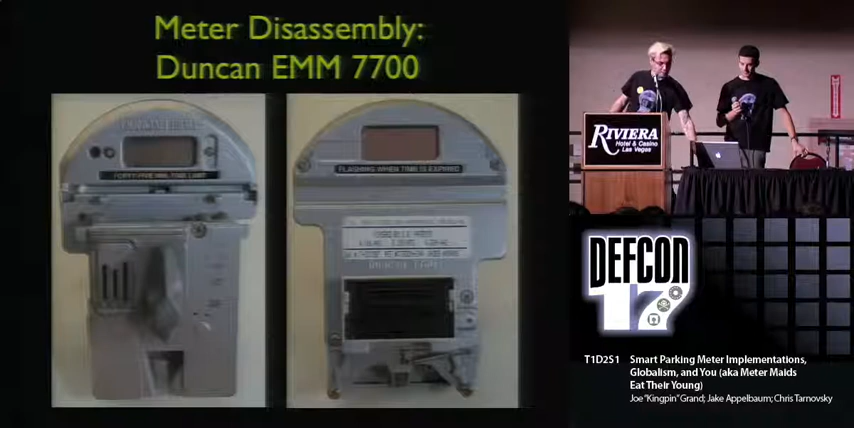 Meter Disassembly:
Duncan EMM 7700
FORTY FIVE MIN. TIME LIMIT
FLASHING WHEN TIME IS EXPIRED
RIVIERA
Hotel & Casino
Las Vegas
DEFCON
17
T1D2S1 Smart Parking Meter Implementations,
Globalism, and You (aka Meter Maids
Eat Their Young)
Joe "Kingpin" Grand; Jake Appelbaum; Chris Tarnovsky